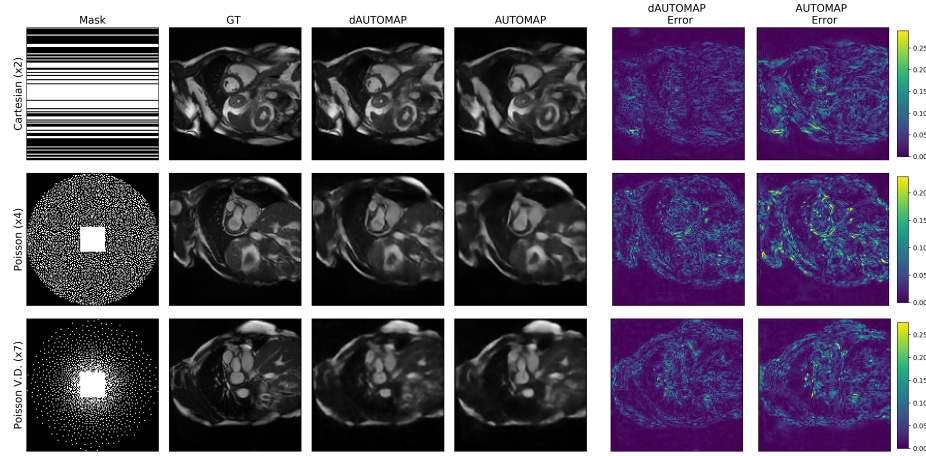 Mask
GT
dAUTOMAP
AUTOMAP
dAUTOMAP
Error
AUTOMAP
Error
Cartesian (x2)
0.25
0.20
0.15
0.10
0.05
0.00
Poisson (x4)
0.20
0.15
0.10
0.05
0.00
Poisson V.D. (x7)
0.25
0.20
0.15
0.10
0.05
0.00